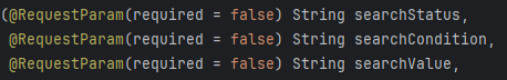 (@RequestParam(required = false) String searchStatus,
@RequestParam(required = false) String searchCondition,
@RequestParam(required = false) String searchValue,